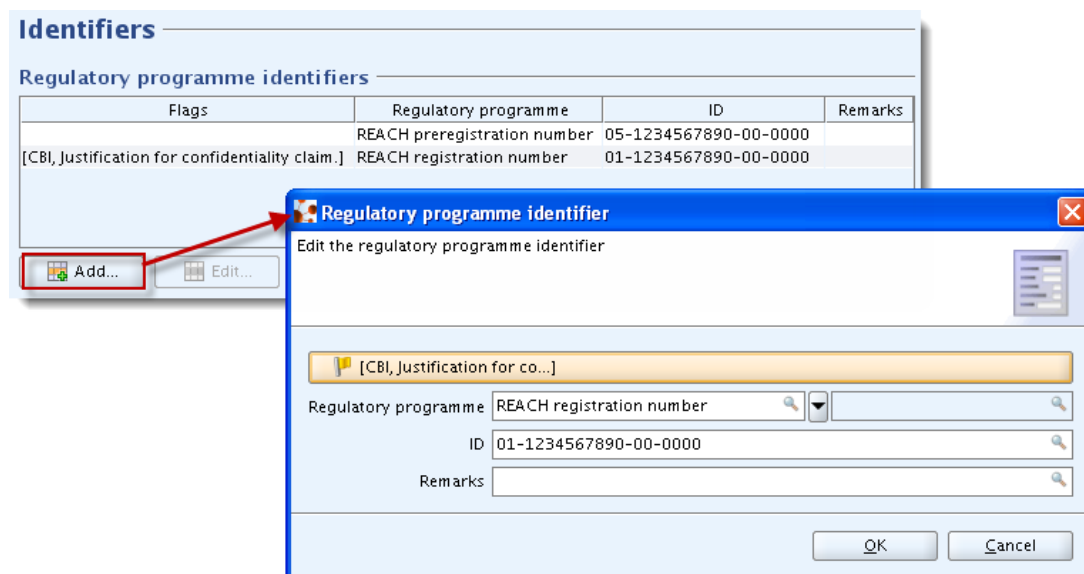 Identifiers
Regulatory programme identifiers
Flags Regulatory programme ID Remarks
REACH preregistration number 05-1234567890-00-0000
[CBI, Justification for confidentiality claim.] REACH registration number 01-1234567890-00-0000
Add... Edit...
Regulatory programme identifier
Edit the regulatory programme identifier
[CBI, Justification for co...]
Regulatory programme REACH registration number
ID 01-1234567890-00-0000
Remarks
OK Cancel